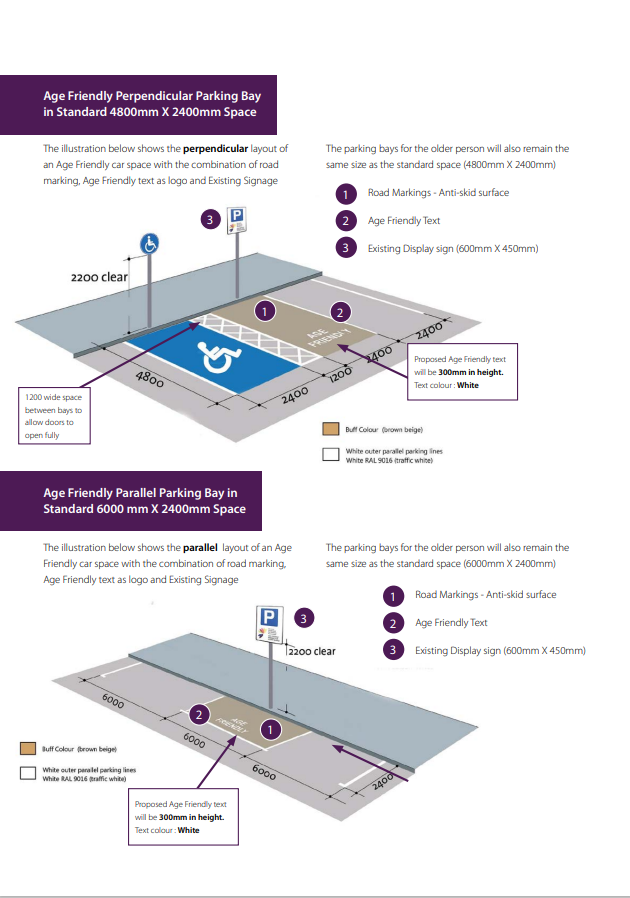 Age Friendly Perpendicular Parking Bay
in Standard 4800mm X 2400mm Space
The illustration below shows the perpendicular layout of
an Age Friendly car space with the combination of road
marking, Age Friendly text as logo and Existing Signage
The parking bays for the older person will also remain the
same size as the standard space (4800mm X 2400mm)
1 Road Markings - Anti-skid surface
2 Age Friendly Text
3 Existing Display sign (600mm X 450mm)
3
P
2200 clear
1
2
AGE
FRIENDLY
4800
2400
1200
2400
2400
1200 wide space
between bays to
allow doors to
open fully
Proposed Age Friendly text
will be 300mm in height.
Text colour : White
Buff Colour (brown beige)
White outer parallel parking lines
White RAL 9016 (traffic white)
Age Friendly Parallel Parking Bay in
Standard 6000 mm X 2400mm Space
The illustration below shows the parallel layout of an Age
Friendly car space with the combination of road marking,
Age Friendly text as logo and Existing Signage
The parking bays for the older person will also remain the
same size as the standard space (6000mm X 2400mm)
1 Road Markings - Anti-skid surface
2 Age Friendly Text
3 Existing Display sign (600mm X 450mm)
P
3
2200 clear
2
AGE
FRIENDLY
1
6000
6000
6000
2400
Buff Colour (brown beige)
White outer parallel parking lines
White RAL 9016 (traffic white)
Proposed Age Friendly text
will be 300mm in height.
Text colour : White